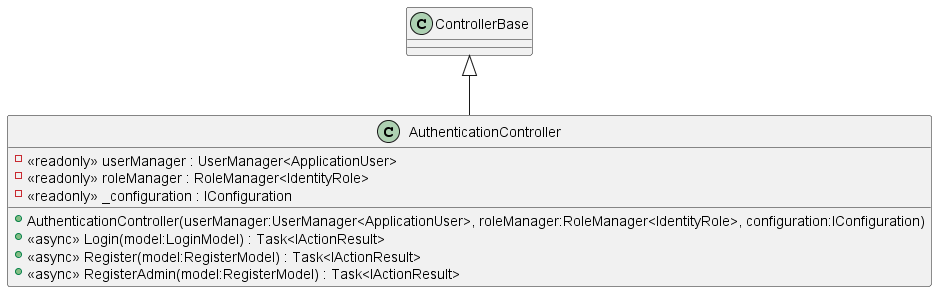 C ControllerBase
C AuthenticationController
«readonly» userManager : UserManager<ApplicationUser>
«readonly» roleManager : RoleManager<IdentityRole>
«readonly» _configuration : IConfiguration
AuthenticationController(userManager:UserManager<ApplicationUser>, roleManager:RoleManager<IdentityRole>, configuration:IConfiguration)
«async» Login(model:LoginModel) : Task<IActionResult>
«async» Register(model:RegisterModel) : Task<IActionResult>
«async» RegisterAdmin(model:RegisterModel) : Task<IActionResult>